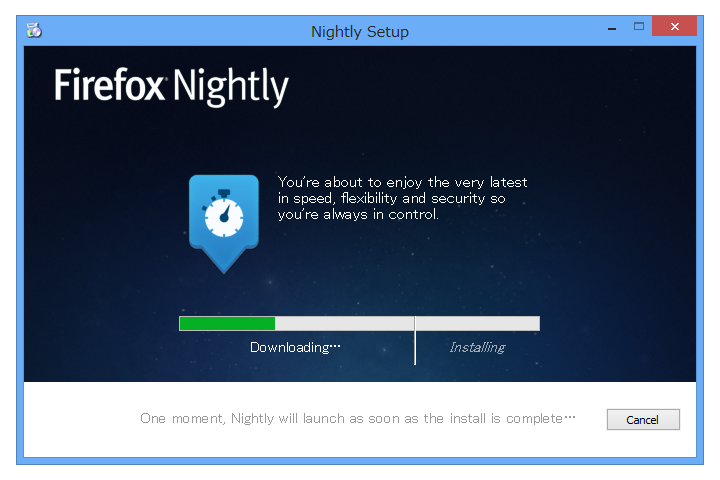 Nightly Setup
Firefox Nightly
You're about to enjoy the very latest
in speed, flexibility and security so
you're always in control.
Downloading…
Installing
One moment, Nightly will launch as soon as the install is complete…
Cancel